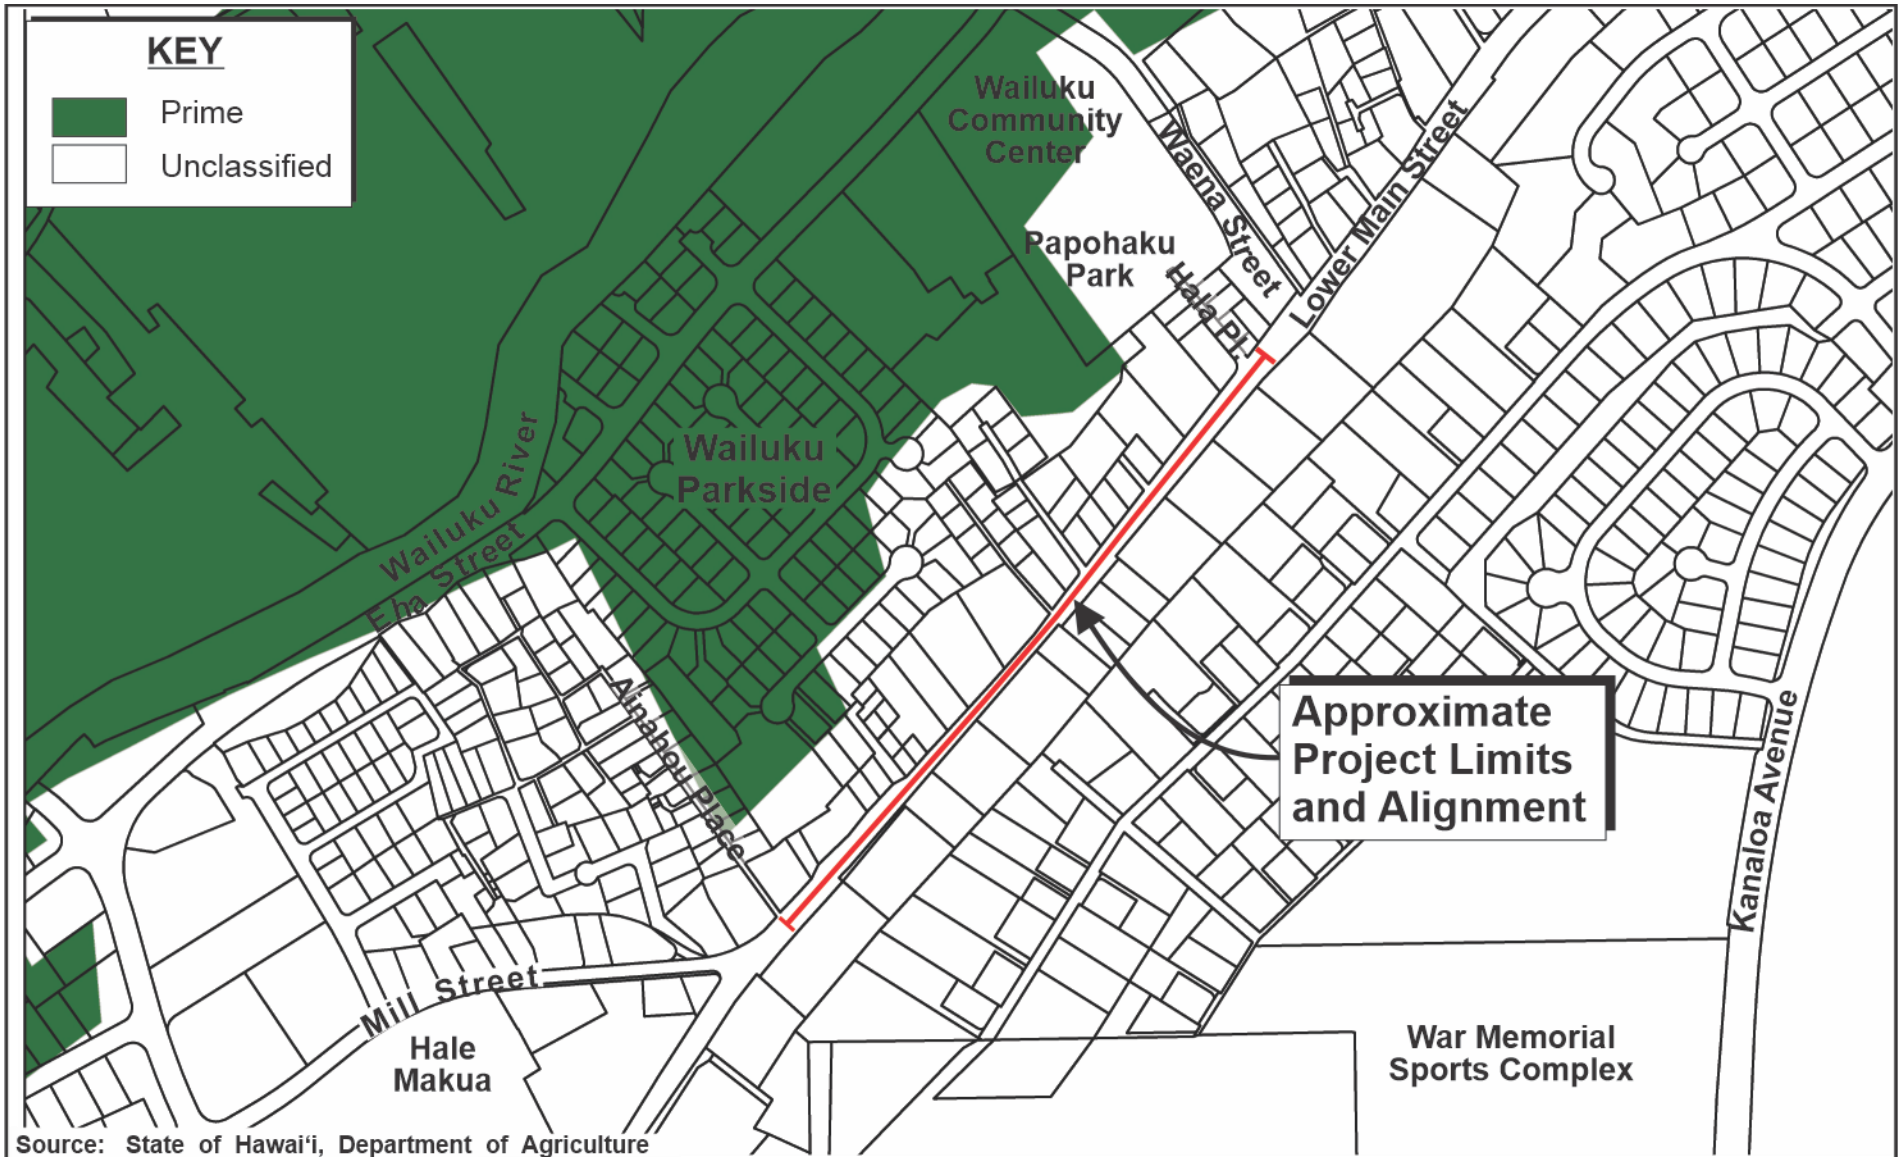 KEY
Prime
Unclassified
Wailuku
Community
Center
Waena Street
Lower Main Street
Papohaku
Park
Hala Pl.
Wailuku
Parkside
Wailuku River
Eha Street
Ainahou Place
Approximate
Project Limits
and Alignment
Kanaloa Avenue
Mill Street
Hale
Makua
War Memorial
Sports Complex
Source: State of Hawai‘i, Department of Agriculture